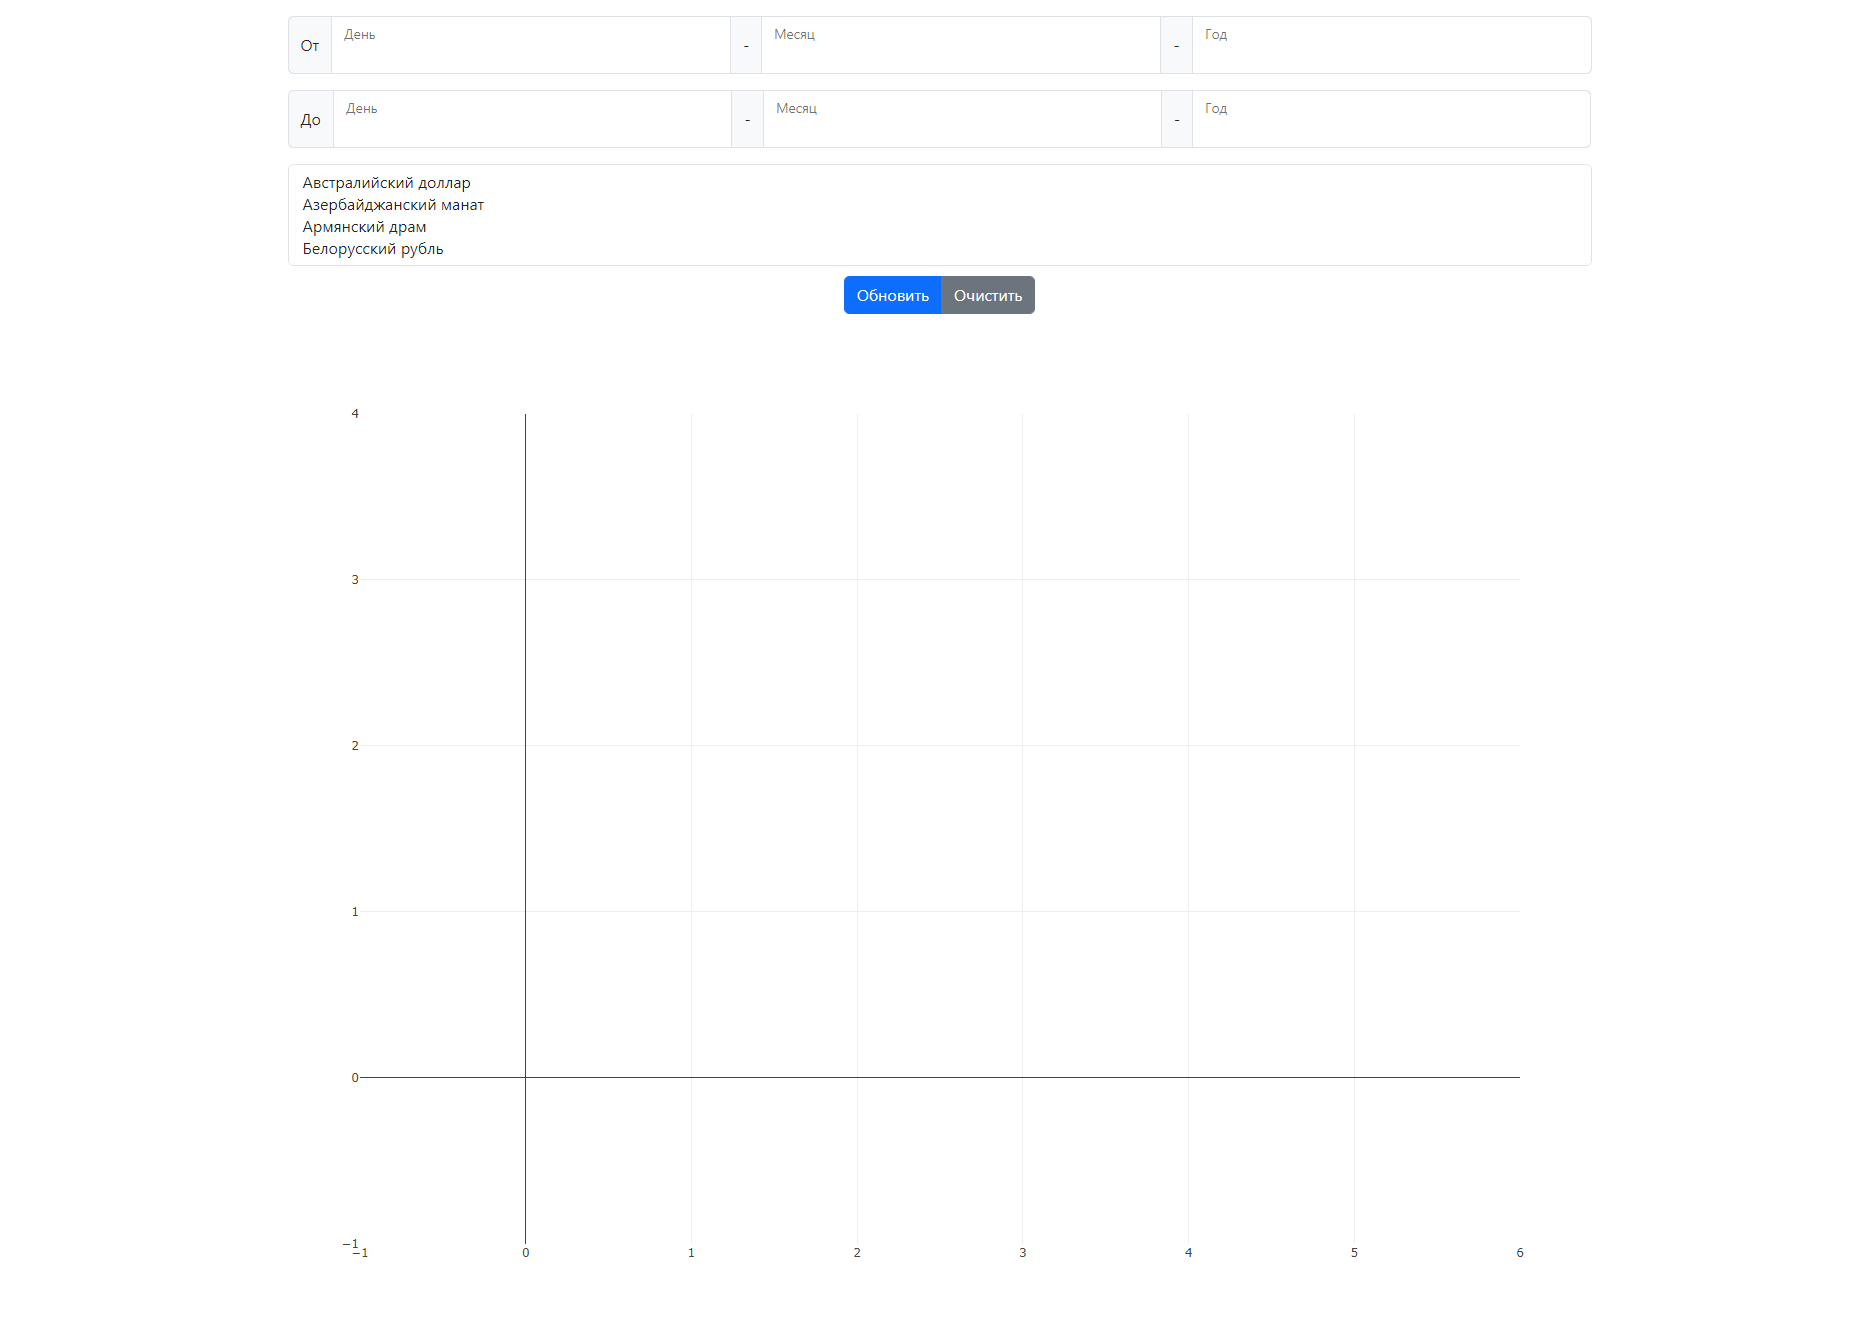 От День - Месяц - Год
До День - Месяц - Год
Австралийский доллар
Азербайджанский манат
Армянский драм
Белорусский рубль
Обновить Очистить
4
3
2
1
0
−1
−1 0 1 2 3 4 5 6